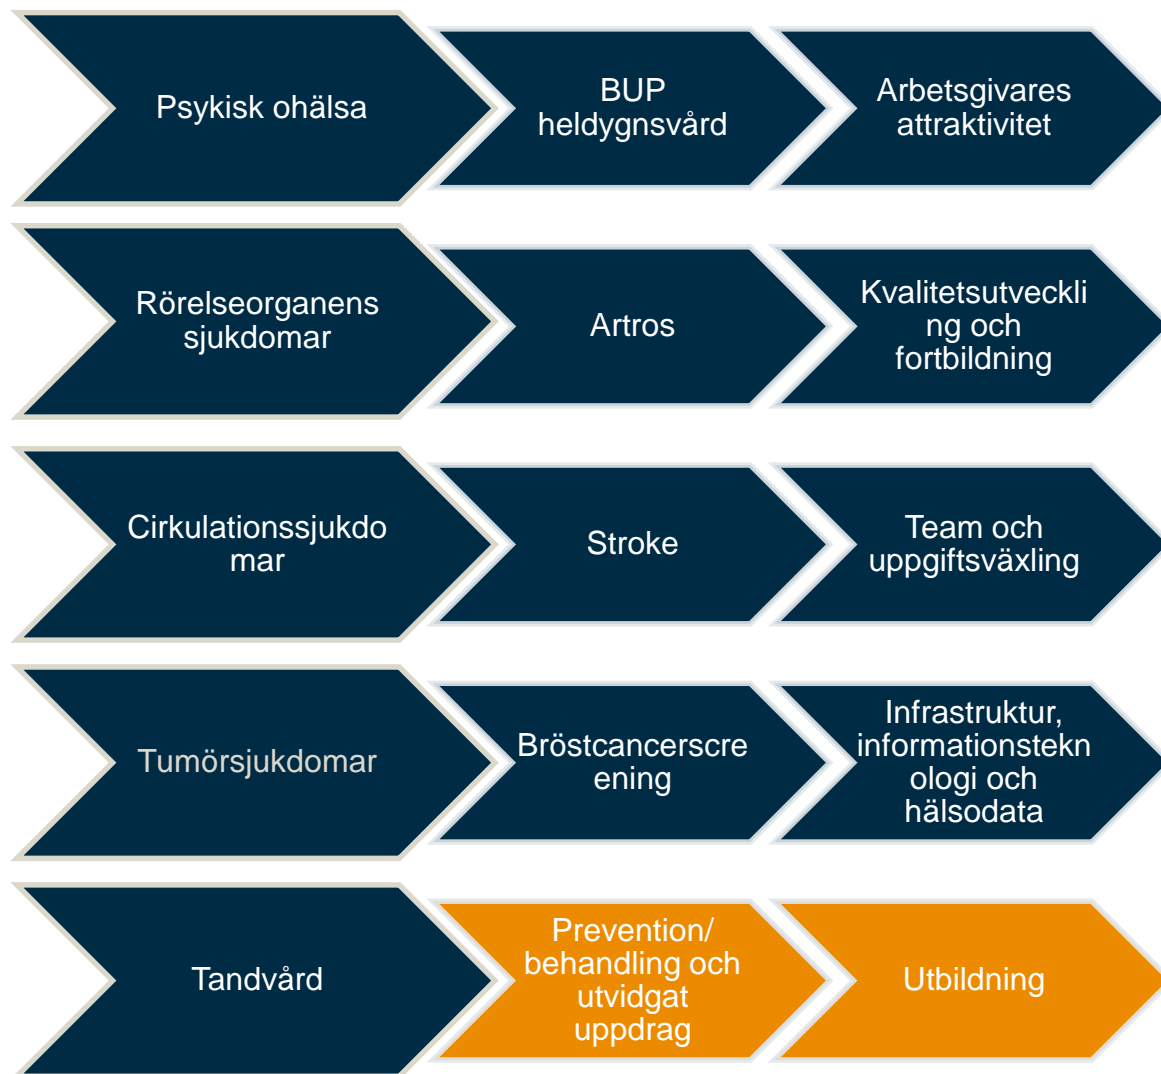 Psykisk ohälsa
BUP
heldygnsvård
Arbetsgivares
attraktivitet
Rörelseorganens
sjukdomar
Artros
Kvalitetsutveckli
ng och
fortbildning
Cirkulationssjukdo
mar
Stroke
Team och
uppgiftsväxling
Tumörsjukdomar
Bröstcancerscre
ening
Infrastruktur,
informationstekn
ologi och
hälsodata
Tandvård
Prevention/
behandling och
utvidgat
uppdrag
Utbildning